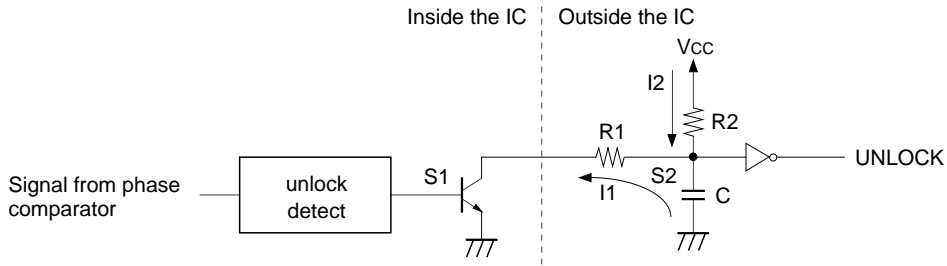 Inside the IC
Outside the IC
VCC
I2
R2
R1
S1
S2
UNLOCK
Signal from phase
comparator
unlock
detect
I1
C